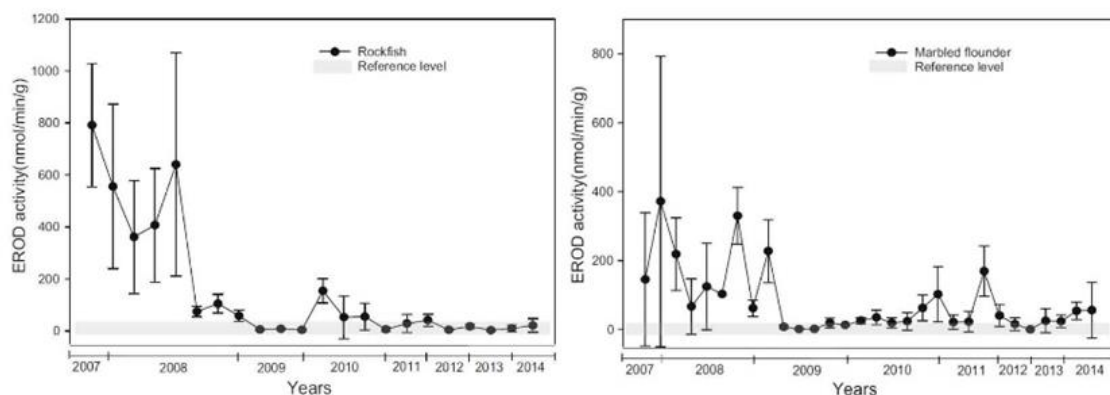 1200
1000
800
600
400
200
0
EROD activity(nmol/min/g)
Rockfish
Reference level
2007 2008 2009 2010 2011 2012 2013 2014
Years
800
600
400
200
0
EROD activity(nmol/min/g)
Marbled flounder
Reference level
2007 2008 2009 2010 2011 2012 2013 2014
Years